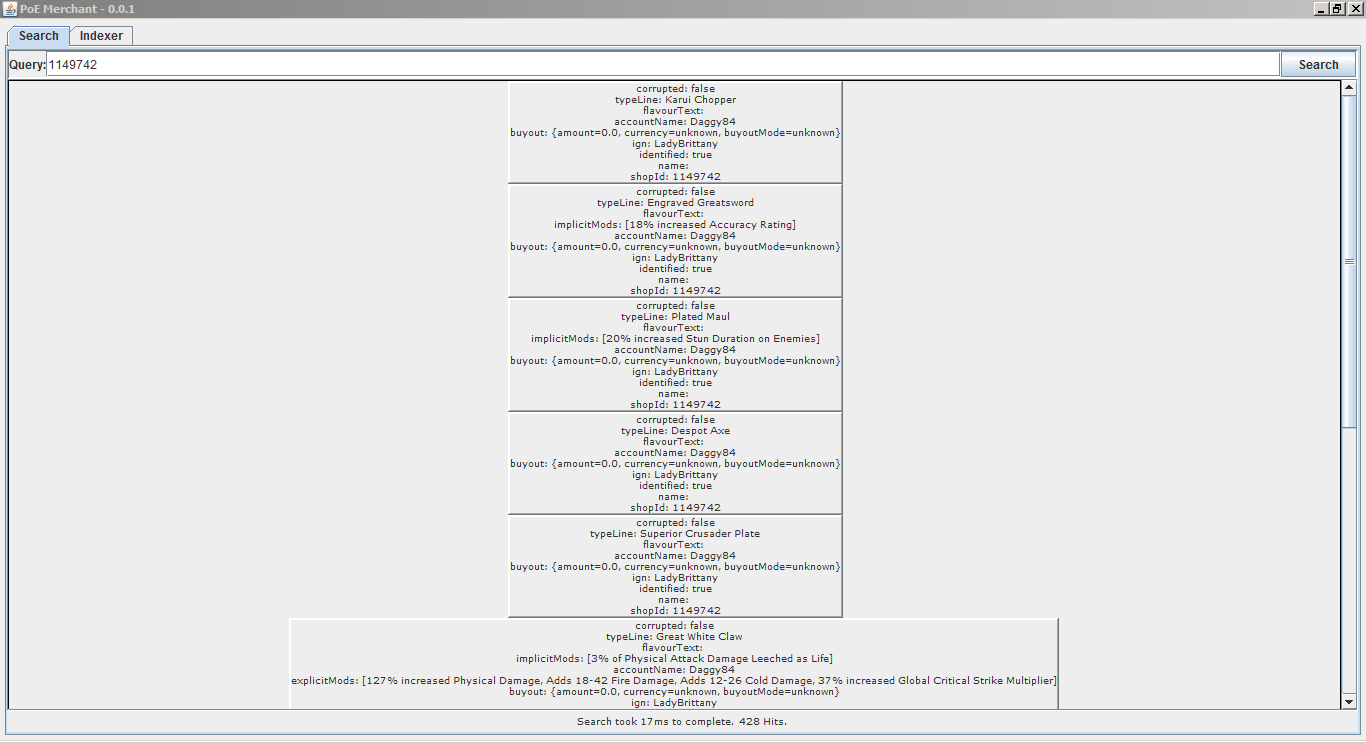 PoE Merchant - 0.0.1
Search Indexer
Query: 1149742 Search
corrupted: false
typeLine: Karui Chopper
flavourText:
accountName: Daggy84
buyout: {amount=0.0, currency=unknown, buyoutMode=unknown}
ign: LadyBrittany
identified: true
name:
shopId: 1149742
corrupted: false
typeLine: Engraved Greatsword
flavourText:
implicitMods: [18% increased Accuracy Rating]
accountName: Daggy84
buyout: {amount=0.0, currency=unknown, buyoutMode=unknown}
ign: LadyBrittany
identified: true
name:
shopId: 1149742
corrupted: false
typeLine: Plated Maul
flavourText:
implicitMods: [20% increased Stun Duration on Enemies]
accountName: Daggy84
buyout: {amount=0.0, currency=unknown, buyoutMode=unknown}
ign: LadyBrittany
identified: true
name:
shopId: 1149742
corrupted: false
typeLine: Despot Axe
flavourText:
accountName: Daggy84
buyout: {amount=0.0, currency=unknown, buyoutMode=unknown}
ign: LadyBrittany
identified: true
name:
shopId: 1149742
corrupted: false
typeLine: Superior Crusader Plate
flavourText:
accountName: Daggy84
buyout: {amount=0.0, currency=unknown, buyoutMode=unknown}
ign: LadyBrittany
identified: true
name:
shopId: 1149742
corrupted: false
typeLine: Great White Claw
flavourText:
implicitMods: [3% of Physical Attack Damage Leeched as Life]
accountName: Daggy84
explicitMods: [127% increased Physical Damage, Adds 18-42 Fire Damage, Adds 12-26 Cold Damage, 37% increased Global Critical Strike Multiplier]
buyout: {amount=0.0, currency=unknown, buyoutMode=unknown}
ign: LadyBrittany
Search took 17ms to complete. 428 Hits.